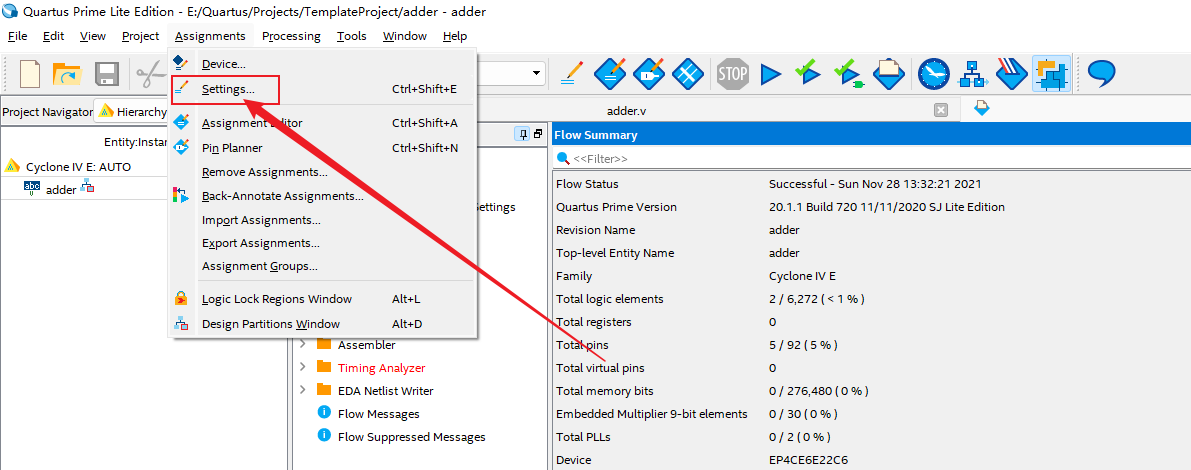 Quartus Prime Lite Edition - E:/Quartus/Projects/TemplateProject/adder - adder
File Edit View Project Assignments Processing Tools Window Help
Device...
Settings... Ctrl+Shift+E
Assignment Editor Ctrl+Shift+A
Pin Planner Ctrl+Shift+N
Remove Assignments...
Back-Annotate Assignments...
Import Assignments...
Export Assignments...
Assignment Groups...
Logic Lock Regions Window Alt+L
Design Partitions Window Alt+D
STOP
Project Navigator Hierarchy
Entity:Instan
Cyclone IV E: AUTO
abc adder
ettings
Assembler
Timing Analyzer
EDA Netlist Writer
Flow Messages
Flow Suppressed Messages
adder.v
Flow Summary
<<Filter>>
Flow Status Successful - Sun Nov 28 13:32:21 2021
Quartus Prime Version 20.1.1 Build 720 11/11/2020 SJ Lite Edition
Revision Name adder
Top-level Entity Name adder
Family Cyclone IV E
Total logic elements 2 / 6,272 ( < 1 % )
Total registers 0
Total pins 5 / 92 ( 5 % )
Total virtual pins 0
Total memory bits 0 / 276,480 ( 0 % )
Embedded Multiplier 9-bit elements 0 / 30 ( 0 % )
Total PLLs 0 / 2 ( 0 % )
Device EP4CE6E22C6